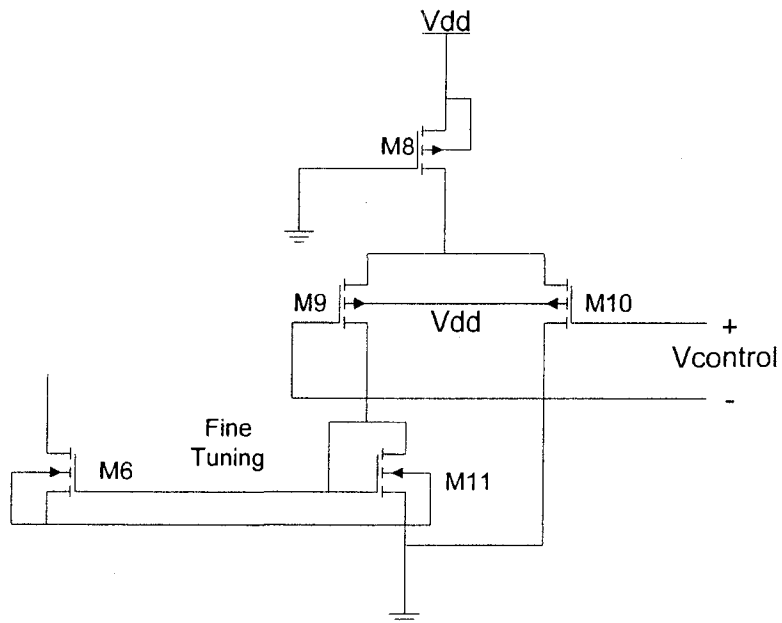 Vdd
M8
M9
M10
Vdd
+
Vcontrol
-
Fine
Tuning
M6
M11